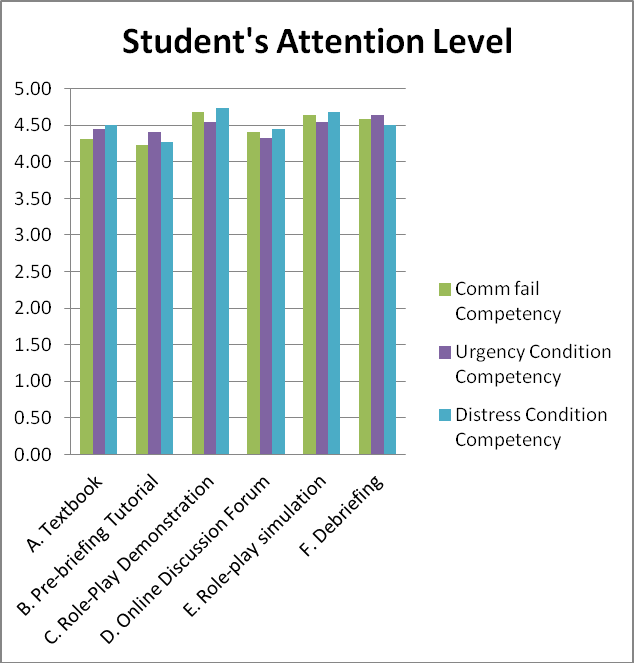 Student's Attention Level
5.00
4.50
4.00
3.50
3.00
2.50
2.00
1.50
1.00
0.50
0.00
A. Textbook
B. Pre-briefing Tutorial
C. Role-Play Demonstration
D. Online Discussion Forum
E. Role-play simulation
F. Debriefing
Comm fail
Competency
Urgency Condition
Competency
Distress Condition
Competency